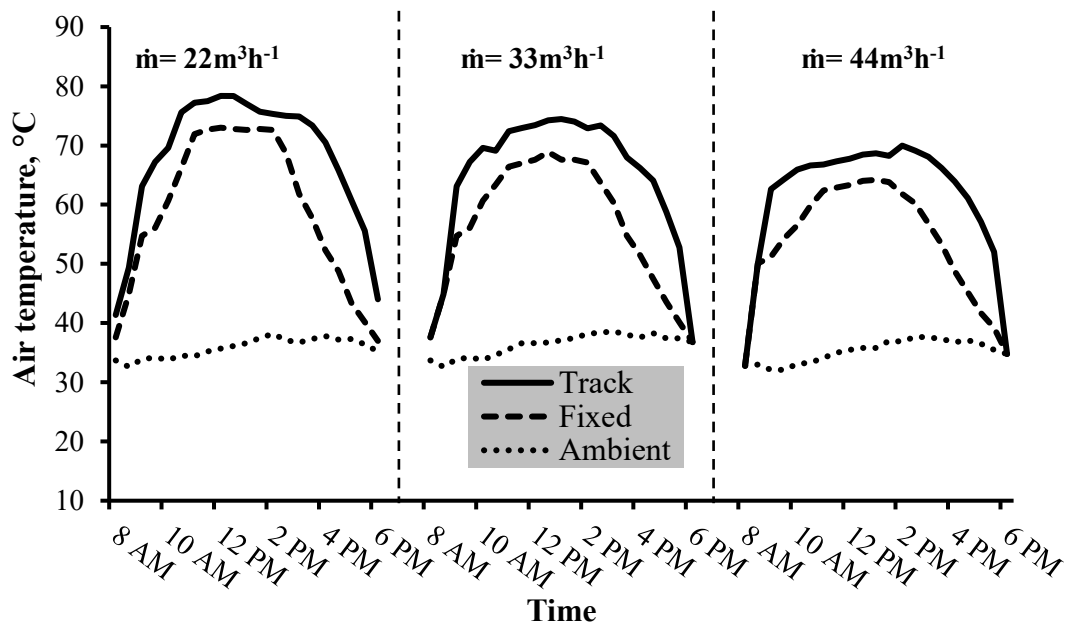 90
80
70
60
50
40
30
20
10
Air temperature, °C
ṁ= 22m³h⁻¹
ṁ= 33m³h⁻¹
ṁ= 44m³h⁻¹
Track
Fixed
Ambient
8 AM
10 AM
12 PM
2 PM
4 PM
6 PM
8 AM
10 AM
12 PM
2 PM
4 PM
6 PM
8 AM
10 AM
12 PM
2 PM
4 PM
6 PM
Time